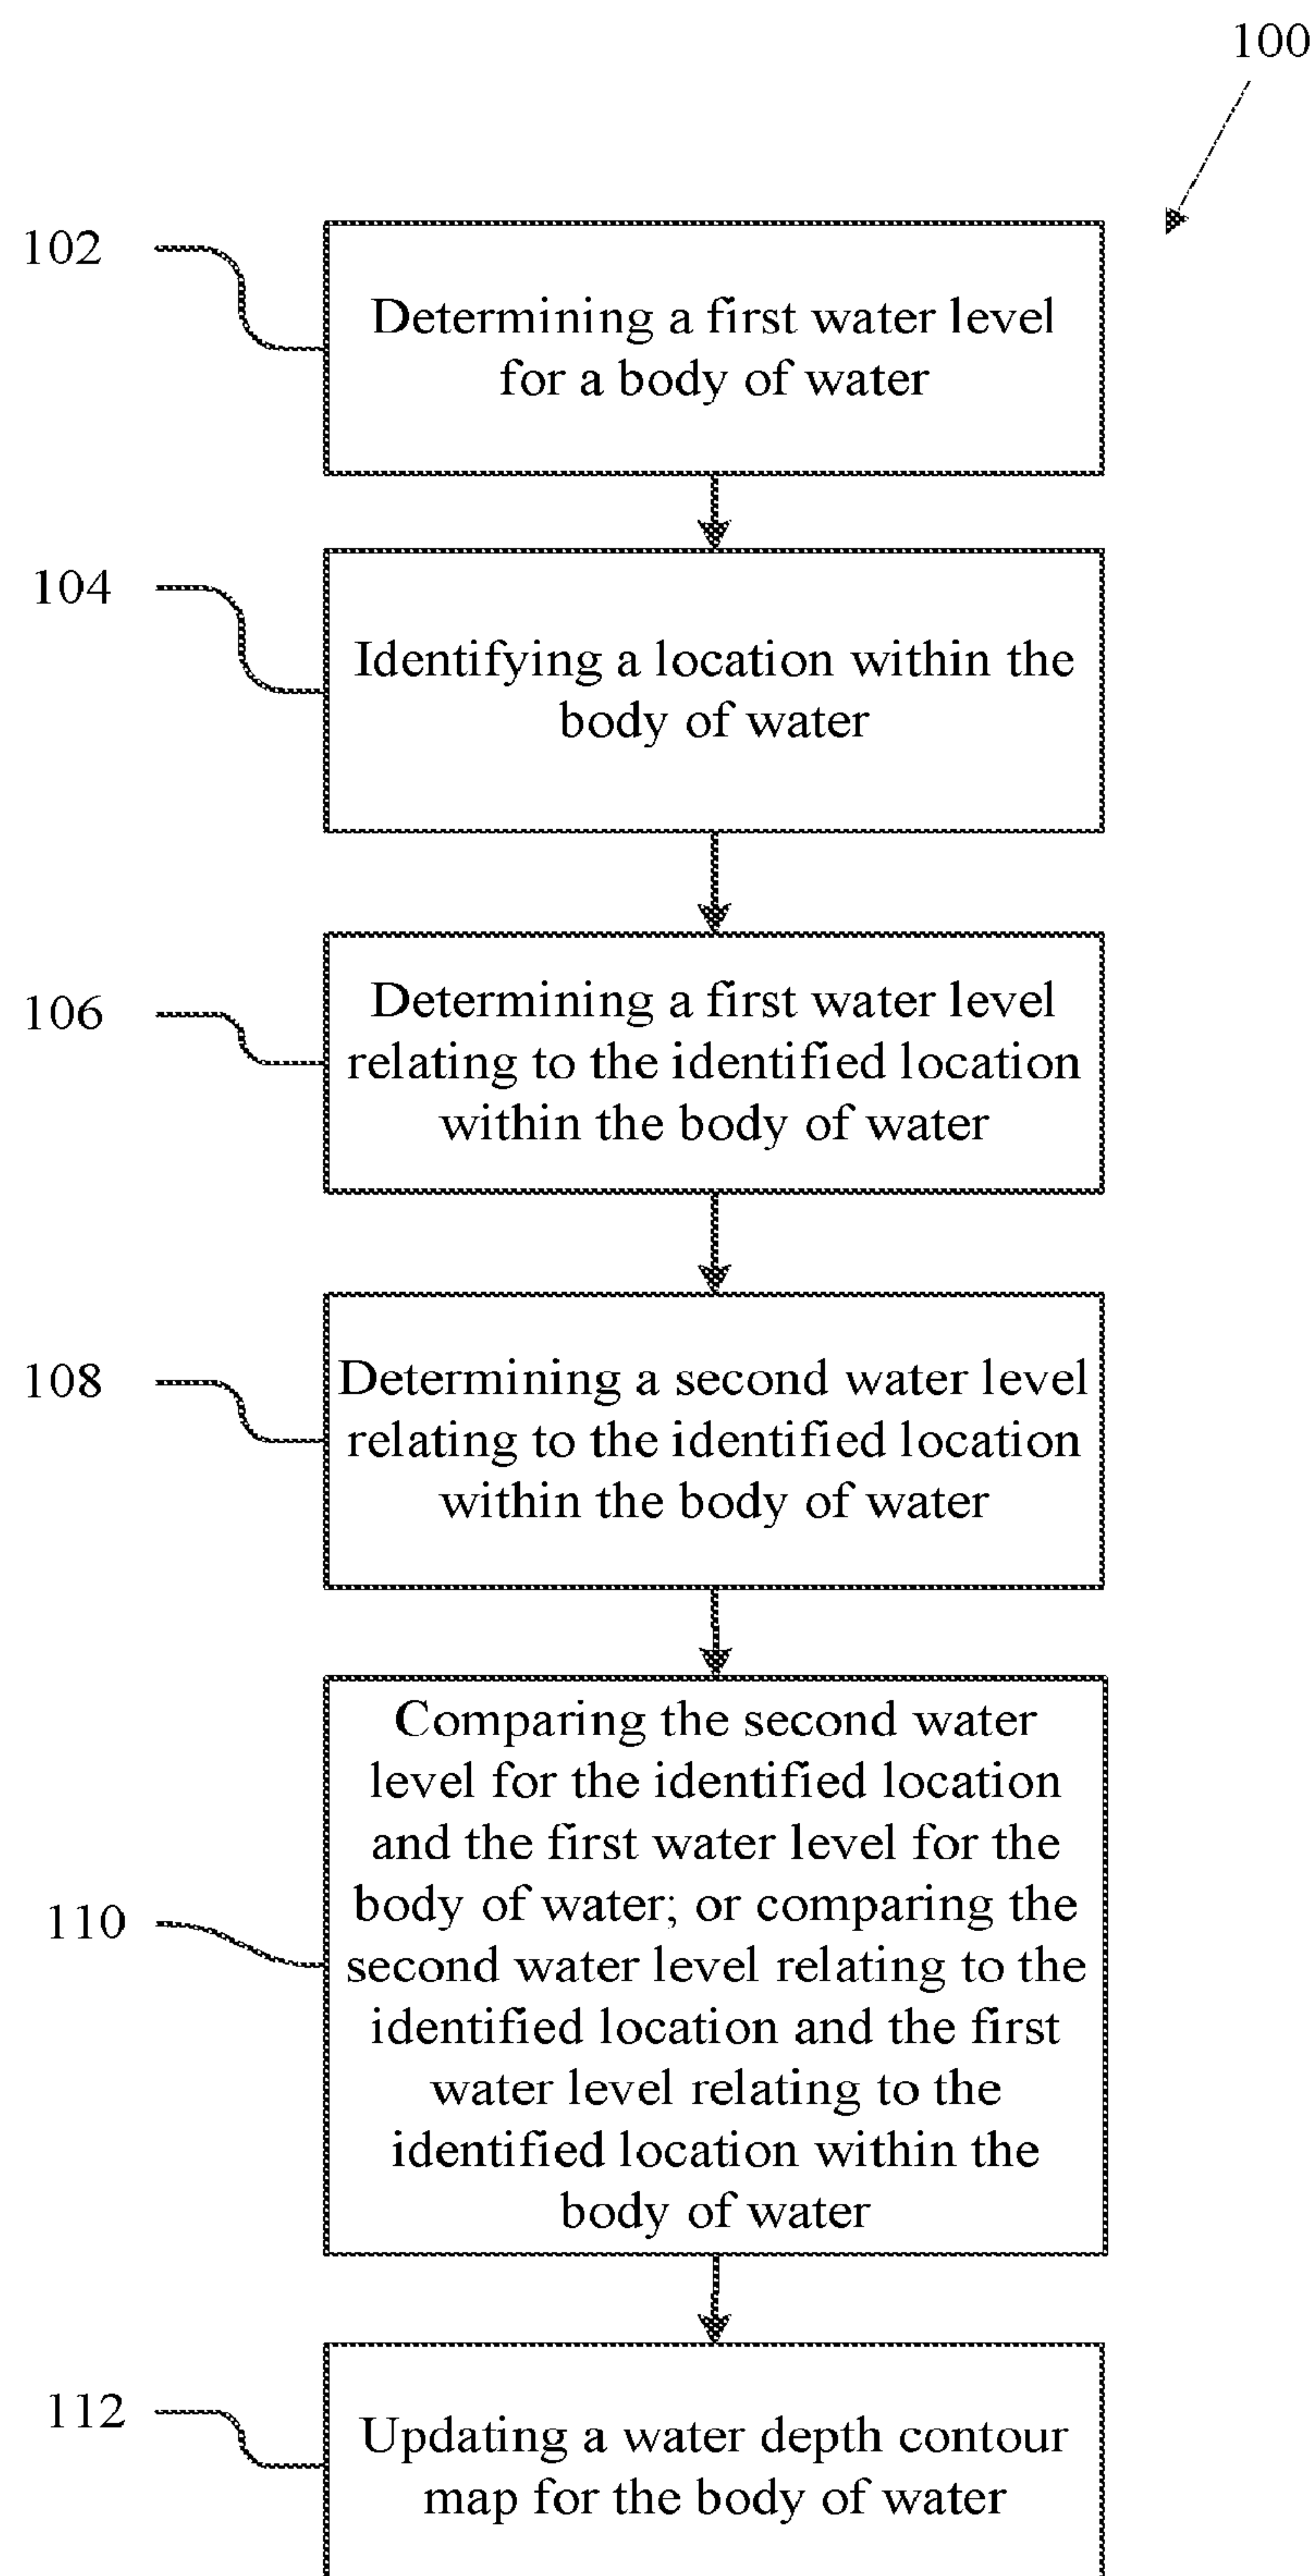 100
102
Determining a first water level
for a body of water
104
Identifying a location within the
body of water
106
Determining a first water level
relating to the identified location
within the body of water
108
Determining a second water level
relating to the identified location
within the body of water
110
Comparing the second water
level for the identified location
and the first water level for the
body of water; or comparing the
second water level relating to the
identified location and the first
water level relating to the
identified location within the
body of water
112
Updating a water depth contour
map for the body of water